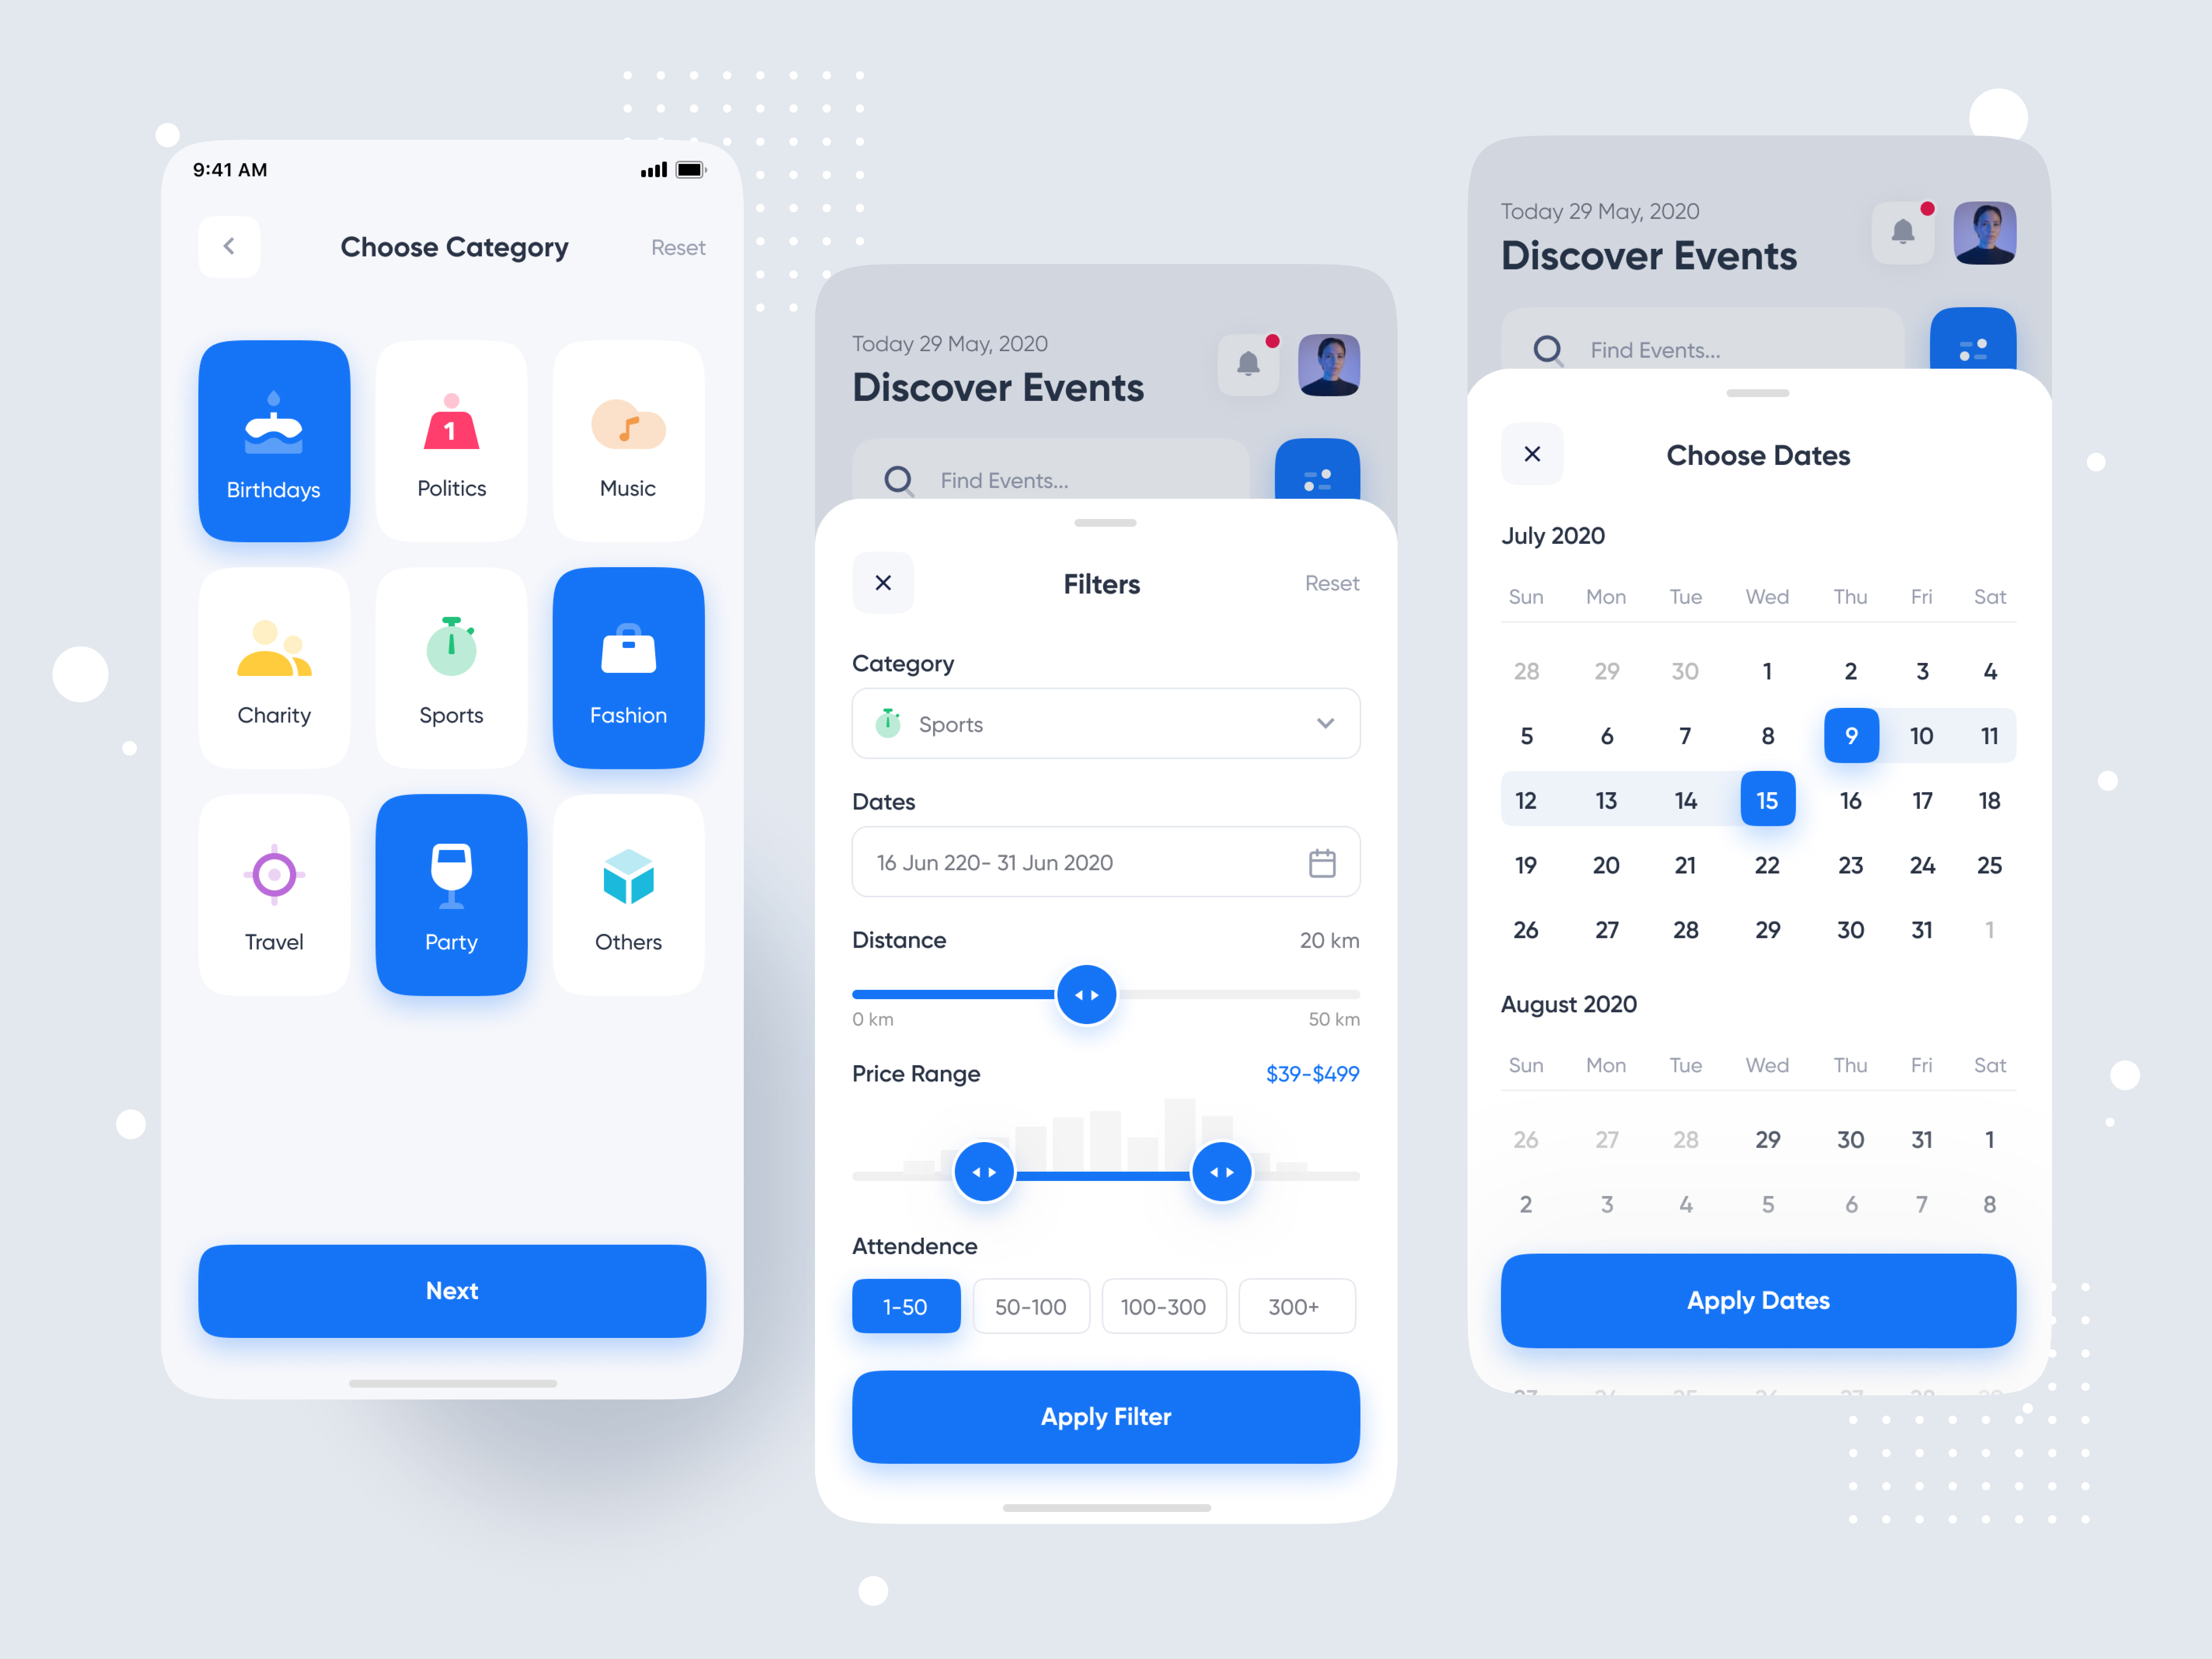 9:41 AM
Choose Category
Reset
Birthdays
Politics
1
Music
Charity
Sports
Fashion
Travel
Party
Others
Next
Today 29 May, 2020
Discover Events
Find Events...
Filters
Reset
Category
Sports
Dates
16 Jun 220- 31 Jun 2020
Distance
20 km
0 km
50 km
Price Range
$39-$499
Attendence
1-50 50-100 100-300 300+
Apply Filter
Today 29 May, 2020
Discover Events
Find Events...
Choose Dates
July 2020
Sun Mon Tue Wed Thu Fri Sat
28 29 30 1 2 3 4
5 6 7 8 9 10 11
12 13 14 15 16 17 18
19 20 21 22 23 24 25
26 27 28 29 30 31 1
August 2020
Sun Mon Tue Wed Thu Fri Sat
26 27 28 29 30 31 1
2 3 4 5 6 7 8
Apply Dates